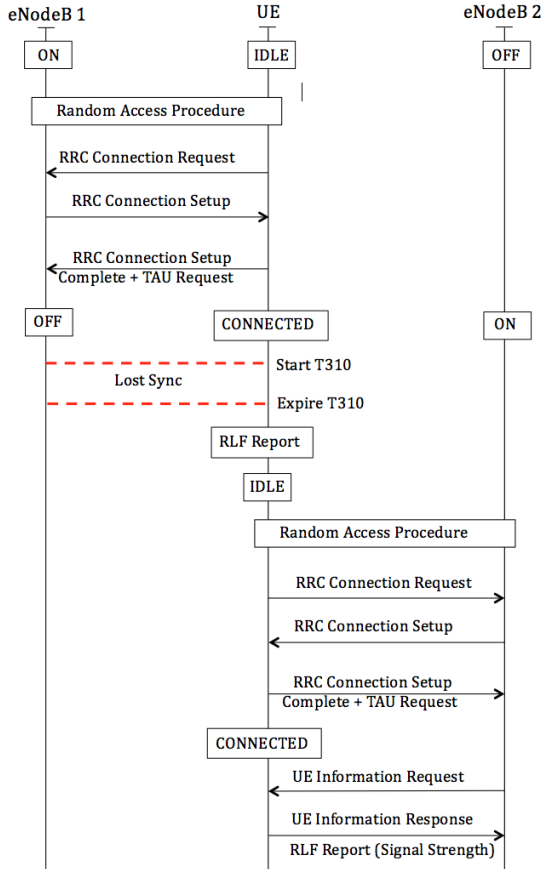 eNodeB 1 UE eNodeB 2
ON IDLE OFF
Random Access Procedure
RRC Connection Request
RRC Connection Setup
RRC Connection Setup
Complete + TAU Request
OFF CONNECTED ON
Start T310
Lost Sync
Expire T310
RLF Report
IDLE
Random Access Procedure
RRC Connection Request
RRC Connection Setup
RRC Connection Setup
Complete + TAU Request
CONNECTED
UE Information Request
UE Information Response
RLF Report (Signal Strength)